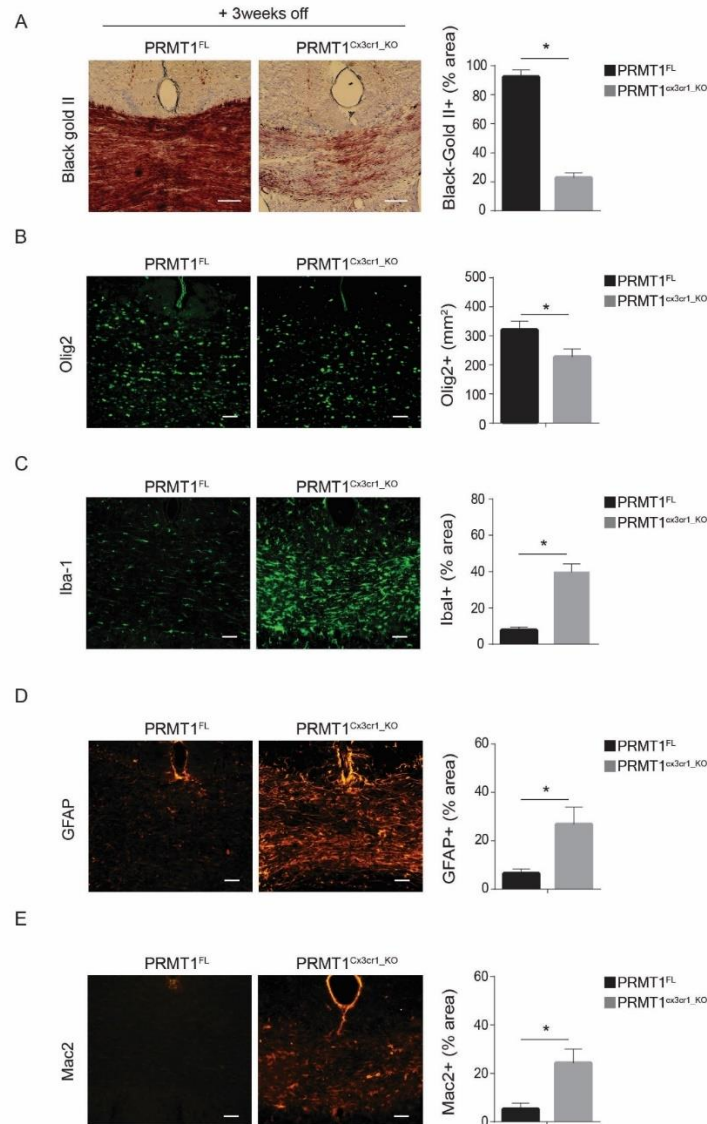 + 3weeks off
A
PRMT1FL
PRMT1Cx3cr1_KO
Black gold II
Black-Gold II+ (% area)
100
80
60
40
20
0
*
PRMT1FL
PRMT1cx3cr1_KO
B
PRMT1FL
PRMT1Cx3cr1_KO
Olig2
Olig2+ (mm²)
500
400
300
200
100
0
*
PRMT1FL
PRMT1cx3cr1_KO
C
PRMT1FL
PRMT1Cx3cr1_KO
Iba-1
IbaI+ (% area)
80
60
40
20
0
*
PRMT1FL
PRMT1cx3cr1_KO
D
PRMT1FL
PRMT1Cx3cr1_KO
GFAP
GFAP+ (% area)
60
40
20
0
*
PRMT1FL
PRMT1cx3cr1_KO
E
PRMT1FL
PRMT1Cx3cr1_KO
Mac2
Mac2+ (% area)
60
40
20
0
*
PRMT1FL
PRMT1cx3cr1_KO